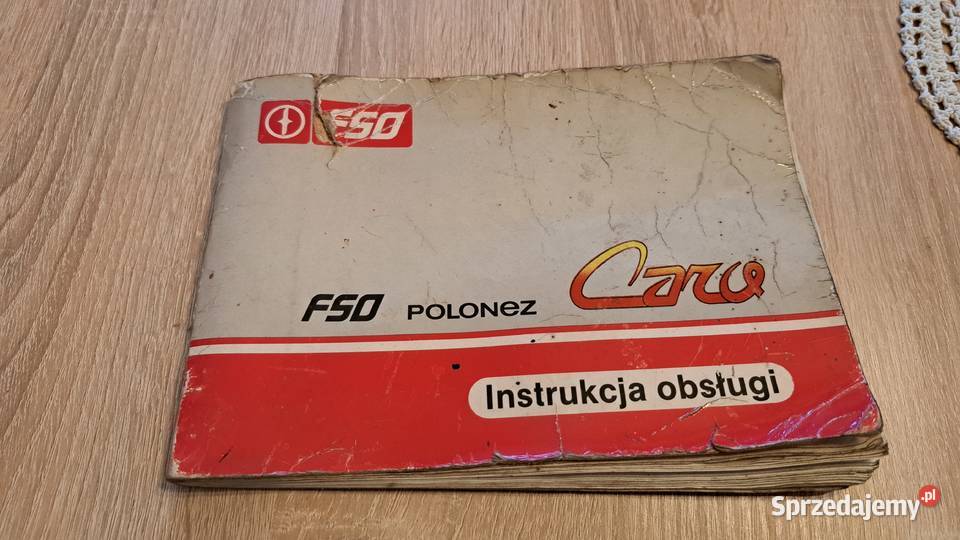 FSO
FSO POLONEZ Caro
Instrukcja obsługi
Sprzedajemy.pl